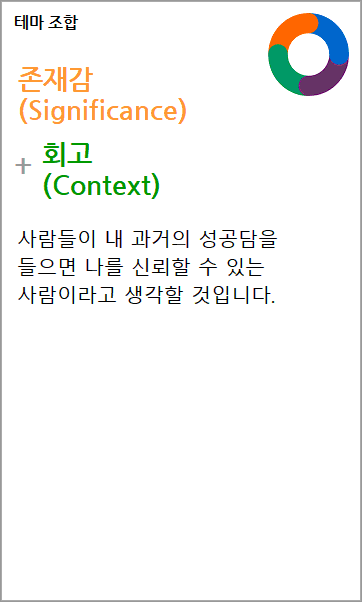 테마 조합
존재감
(Significance)
+ 회고
(Context)
사람들이 내 과거의 성공담을
들으면 나를 신뢰할 수 있는
사람이라고 생각할 것입니다.